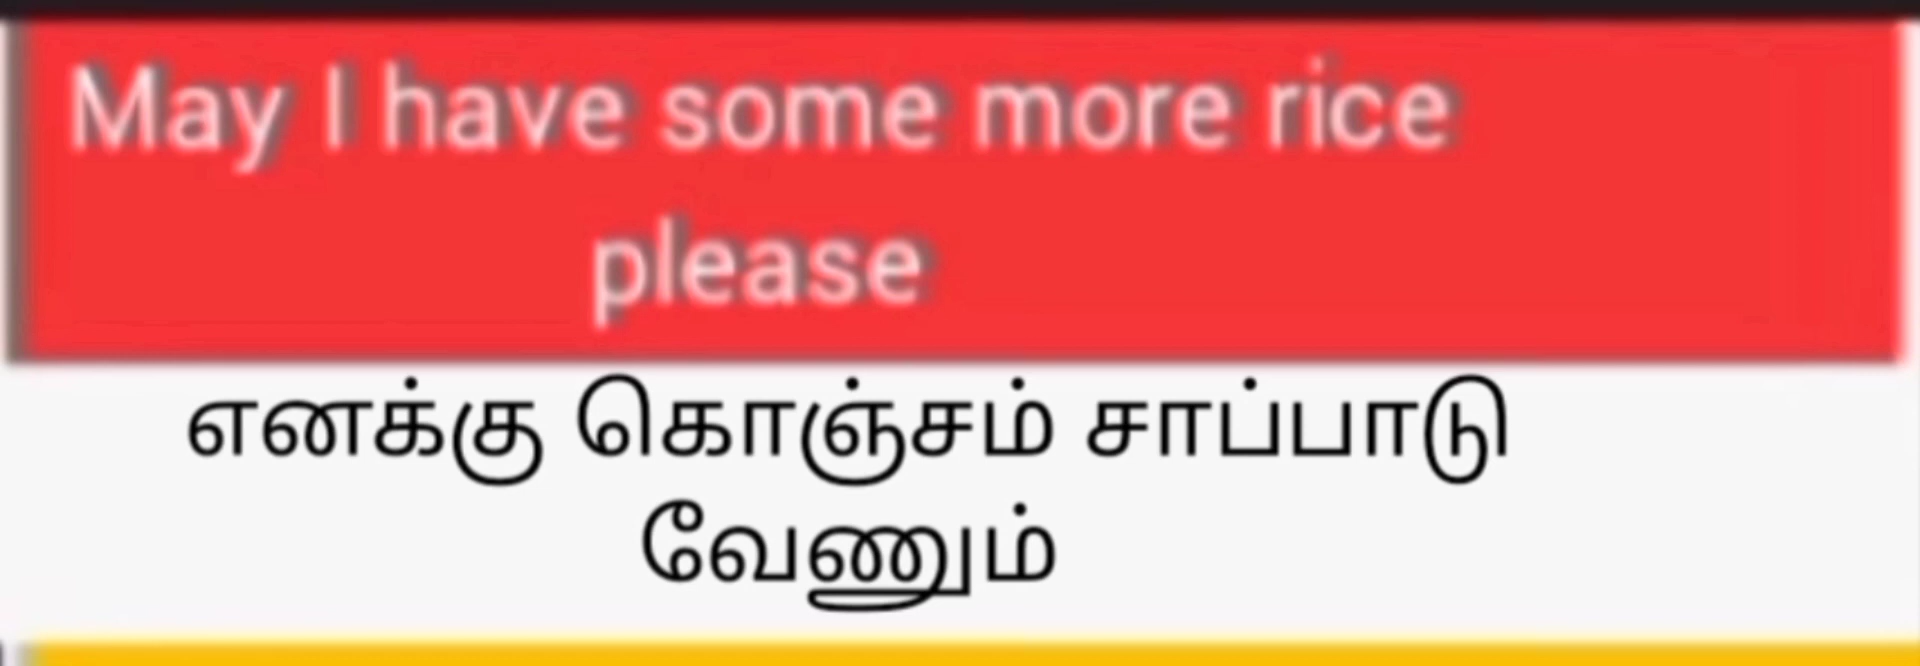 May I have some more rice
please
எனக்கு கொஞ்சம் சாப்பாடு
வேணும்